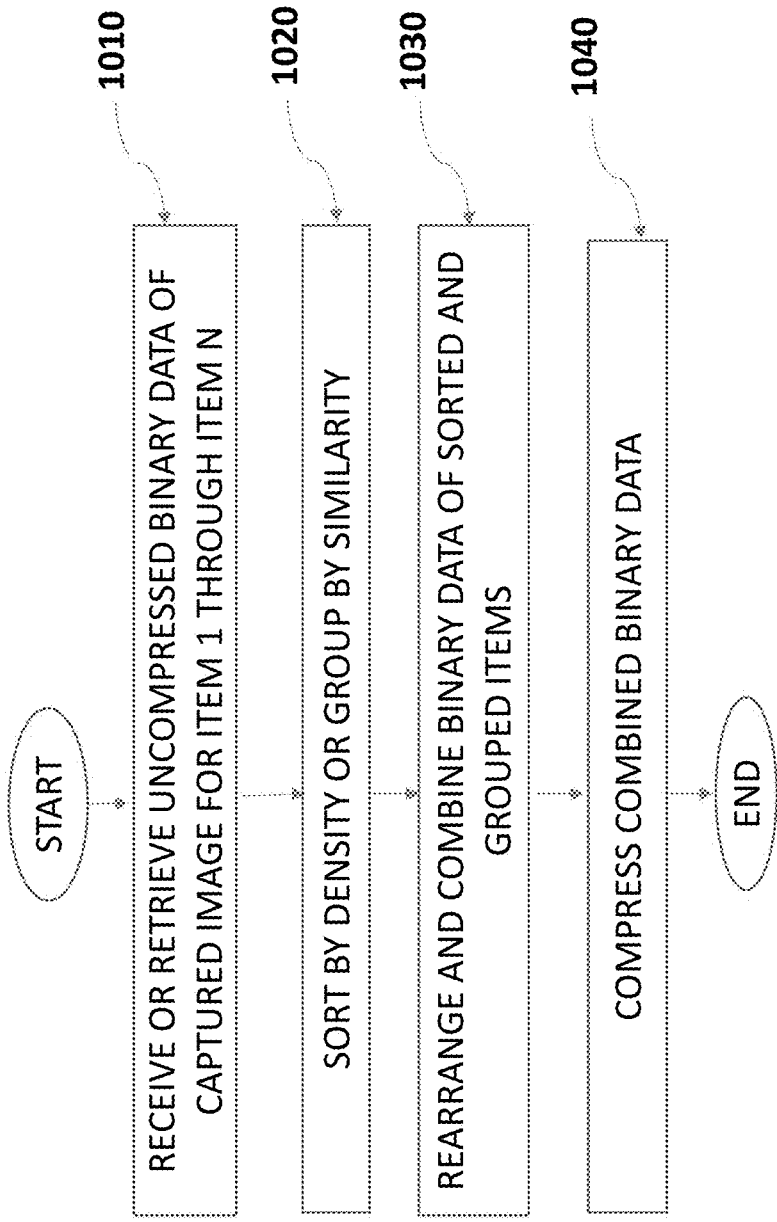 START
RECEIVE OR RETRIEVE UNCOMPRESSED BINARY DATA OF
CAPTURED IMAGE FOR ITEM 1 THROUGH ITEM N
1010
SORT BY DENSITY OR GROUP BY SIMILARITY
1020
REARRANGE AND COMBINE BINARY DATA OF SORTED AND
GROUPED ITEMS
1030
COMPRESS COMBINED BINARY DATA
1040
END